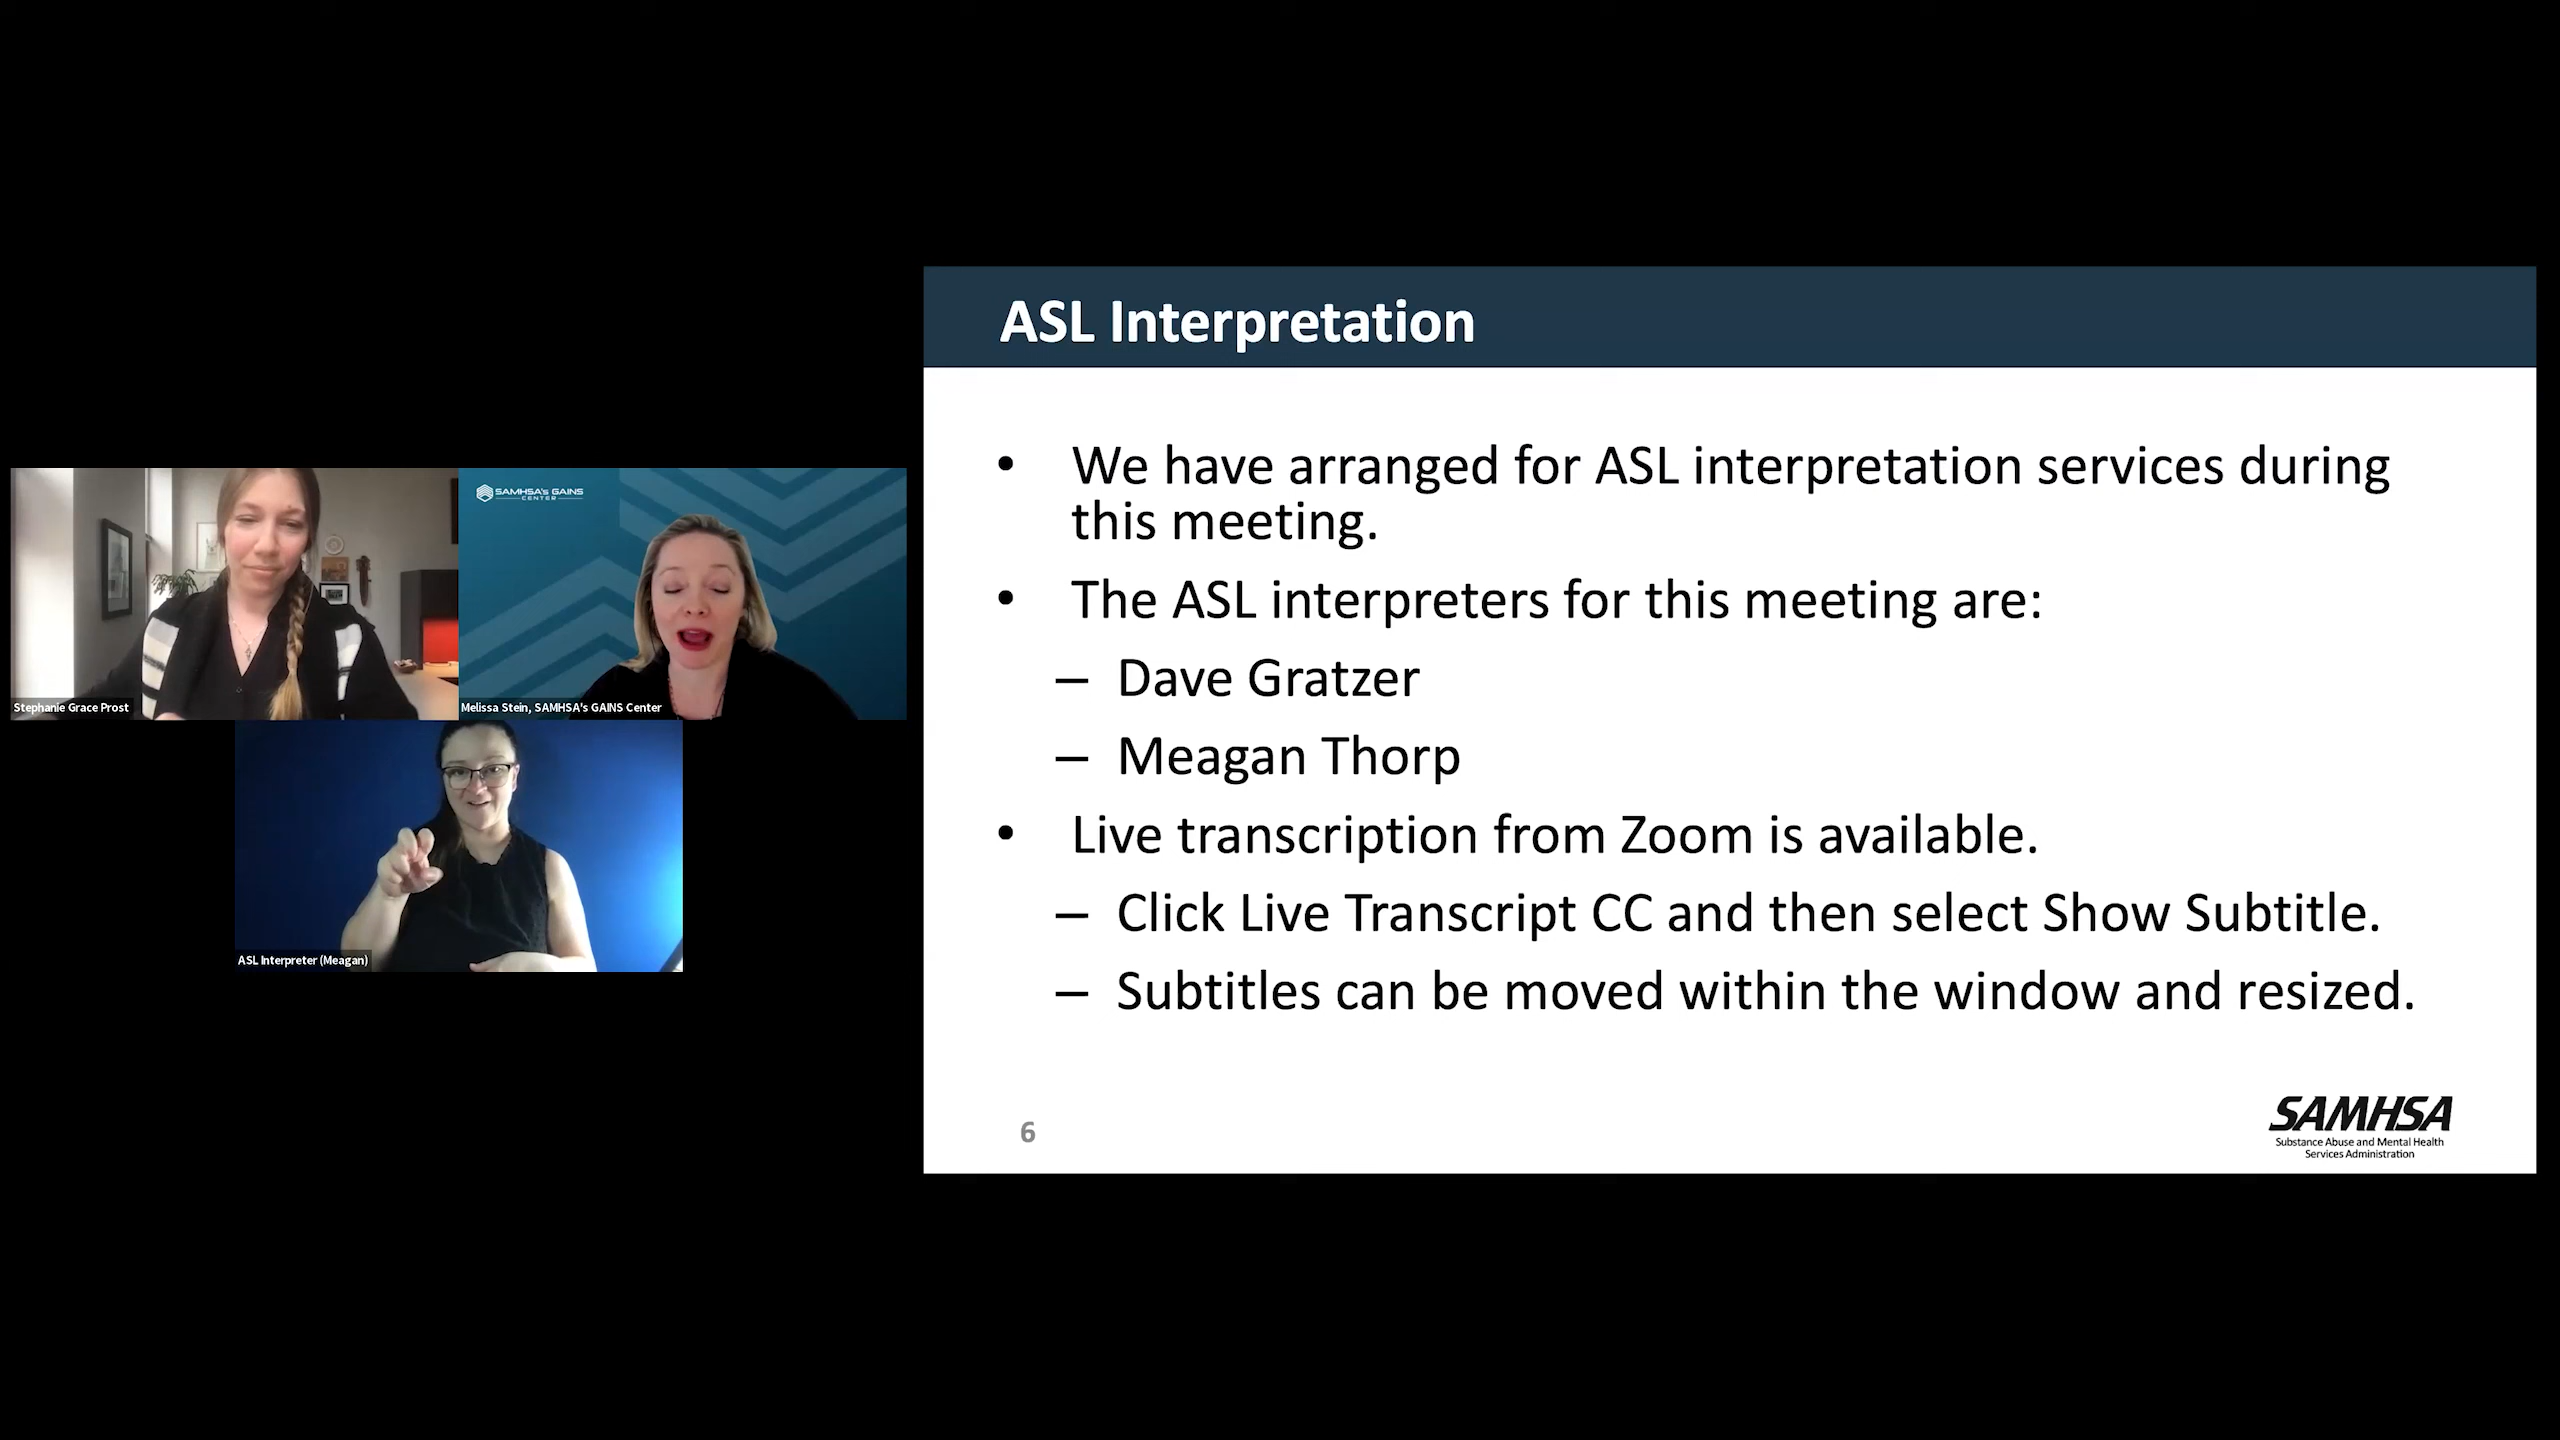 SAMHSA's GAINS
CENTER
Stephanie Grace Prost
Melissa Stein, SAMHSA's GAINS Center
ASL Interpreter (Meagan)
ASL Interpretation
• We have arranged for ASL interpretation services during
this meeting.
• The ASL interpreters for this meeting are:
– Dave Gratzer
– Meagan Thorp
• Live transcription from Zoom is available.
– Click Live Transcript CC and then select Show Subtitle.
– Subtitles can be moved within the window and resized.
6
SAMHSA
Substance Abuse and Mental Health
Services Administration